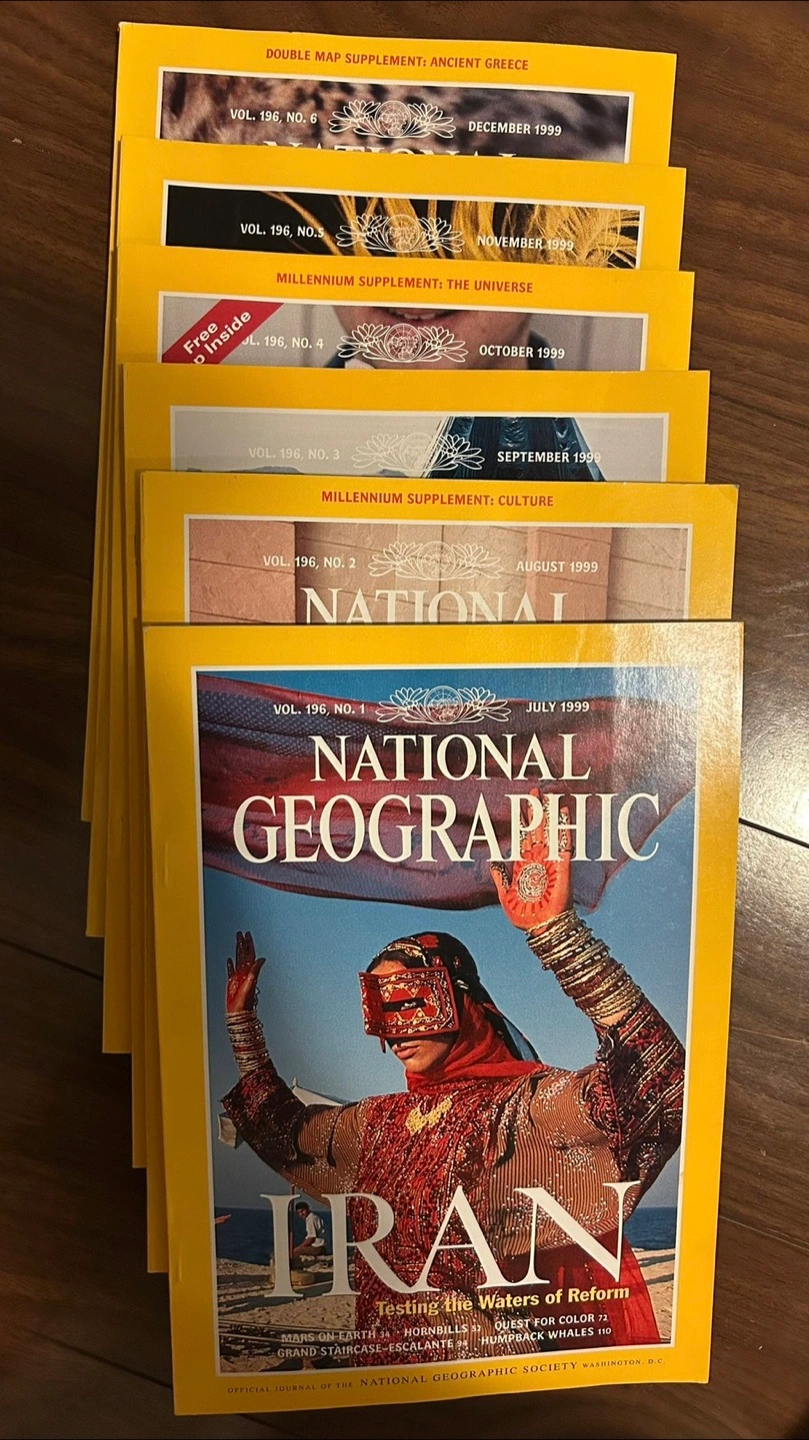 DOUBLE MAP SUPPLEMENT: ANCIENT GREECE
VOL. 196, NO. 6 DECEMBER 1999
NATIONAL
VOL. 196, NO.5 NOVEMBER 1999
MILLENNIUM SUPPLEMENT: THE UNIVERSE
Free
Inside
VOL. 196, NO. 4 OCTOBER 1999
VOL. 196, NO. 3 SEPTEMBER 1999
MILLENNIUM SUPPLEMENT: CULTURE
VOL. 196, NO. 2 AUGUST 1999
NATIONAL
VOL. 196, NO. 1 JULY 1999
NATIONAL
GEOGRAPHIC
IRAN
Testing the Waters of Reform
MARS ON EARTH 34 · HORNBILLS QUEST FOR COLOR 72
GRAND STAIRCASE–ESCALANTE HUMPBACK WHALES 110
OFFICIAL JOURNAL OF THE NATIONAL GEOGRAPHIC SOCIETY WASHINGTON, D.C.